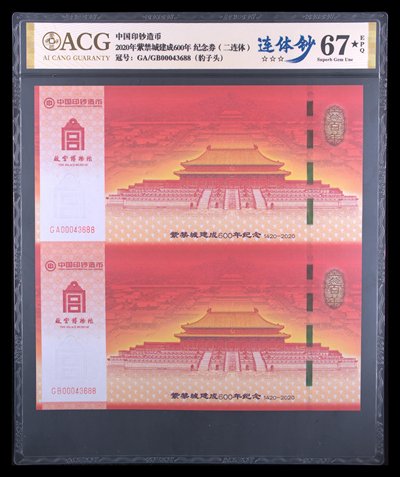 ACG
AI CANG GUARANTY
中国印钞造币
2020年紫禁城建成600年 纪念券(二连体)
冠号: GA/GB00043688 (豹子头)
连体钞
☆☆☆
67★
EPQ
Superb Gem Unc
中国印钞造币
故宫博物院
THE PALACE MUSEUM
GA00043688
紫禁城建成600年纪念 1420-2020
中国印钞造币
故宫博物院
THE PALACE MUSEUM
GB00043688
紫禁城建成600年纪念 1420-2020